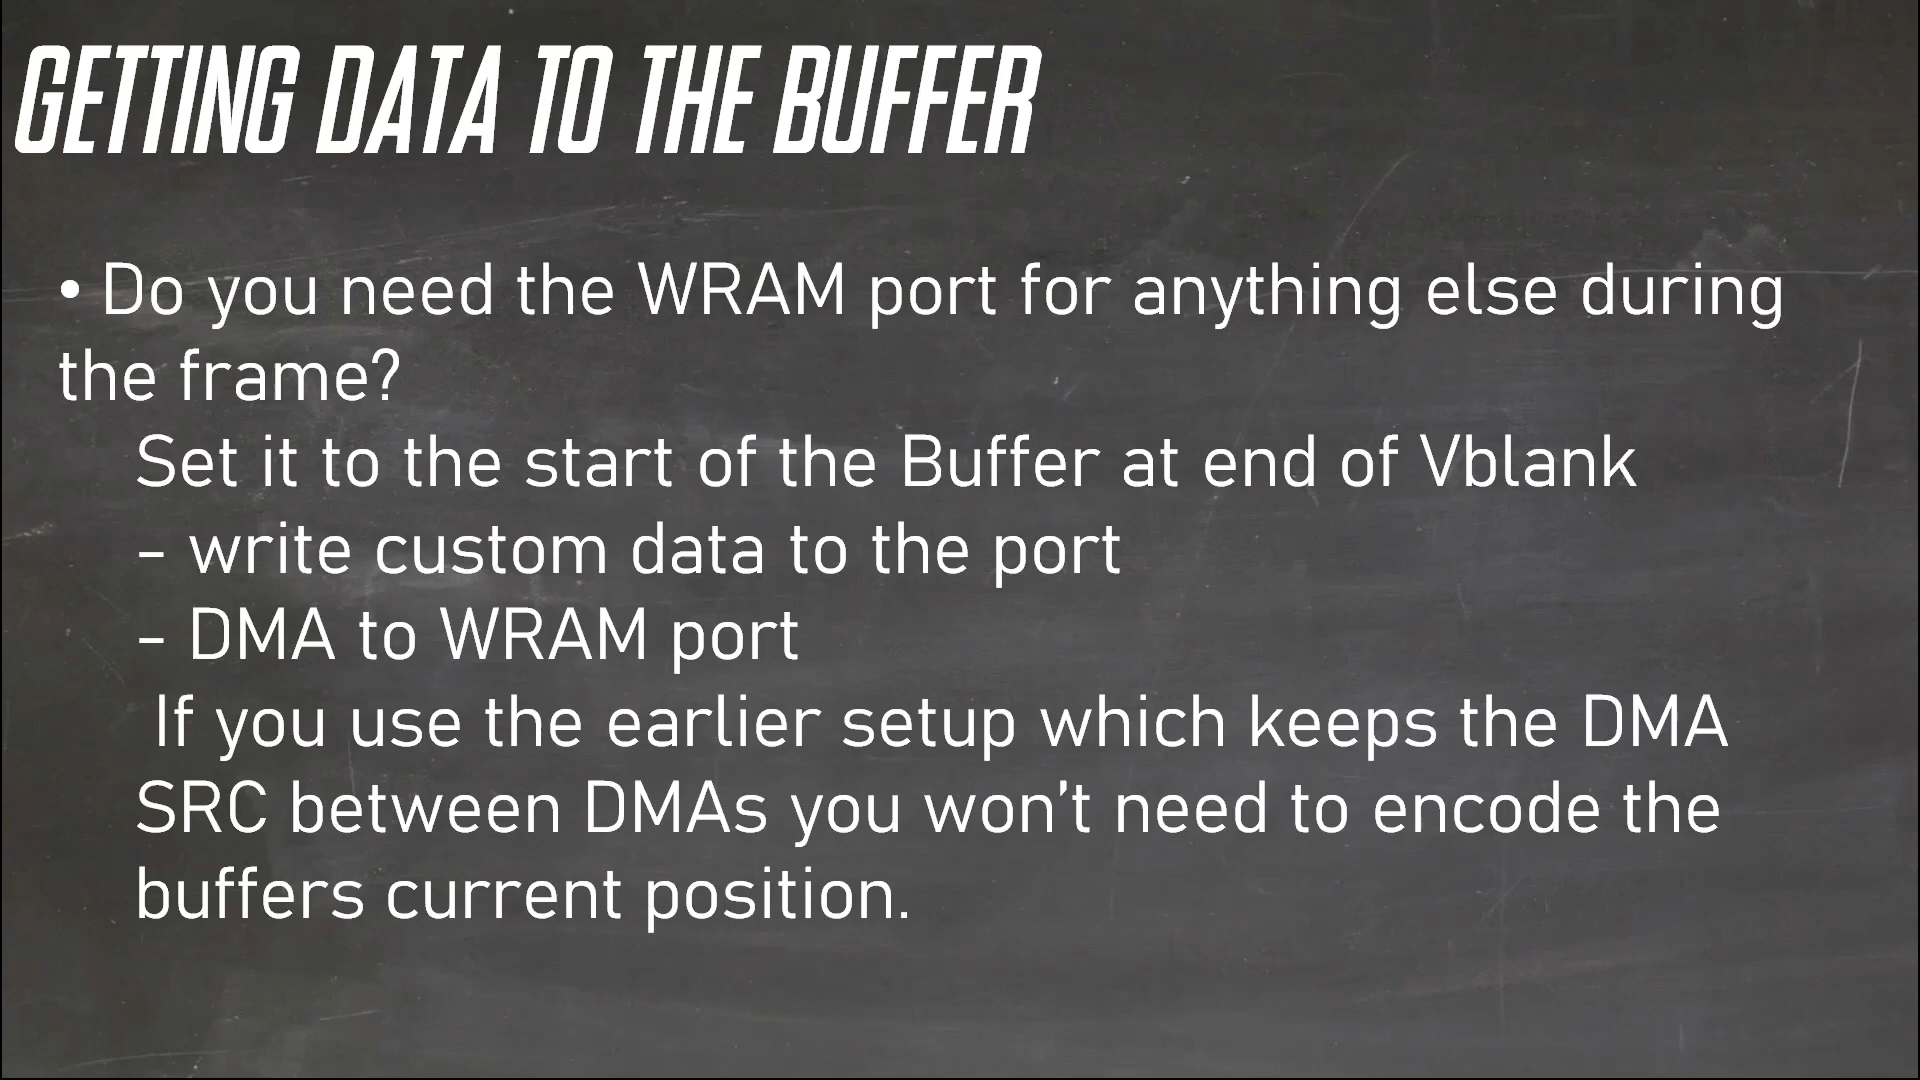 GETTING DATA TO THE BUFFER
• Do you need the WRAM port for anything else during
the frame?
Set it to the start of the Buffer at end of Vblank
- write custom data to the port
- DMA to WRAM port
If you use the earlier setup which keeps the DMA
SRC between DMAs you won't need to encode the
buffers current position.